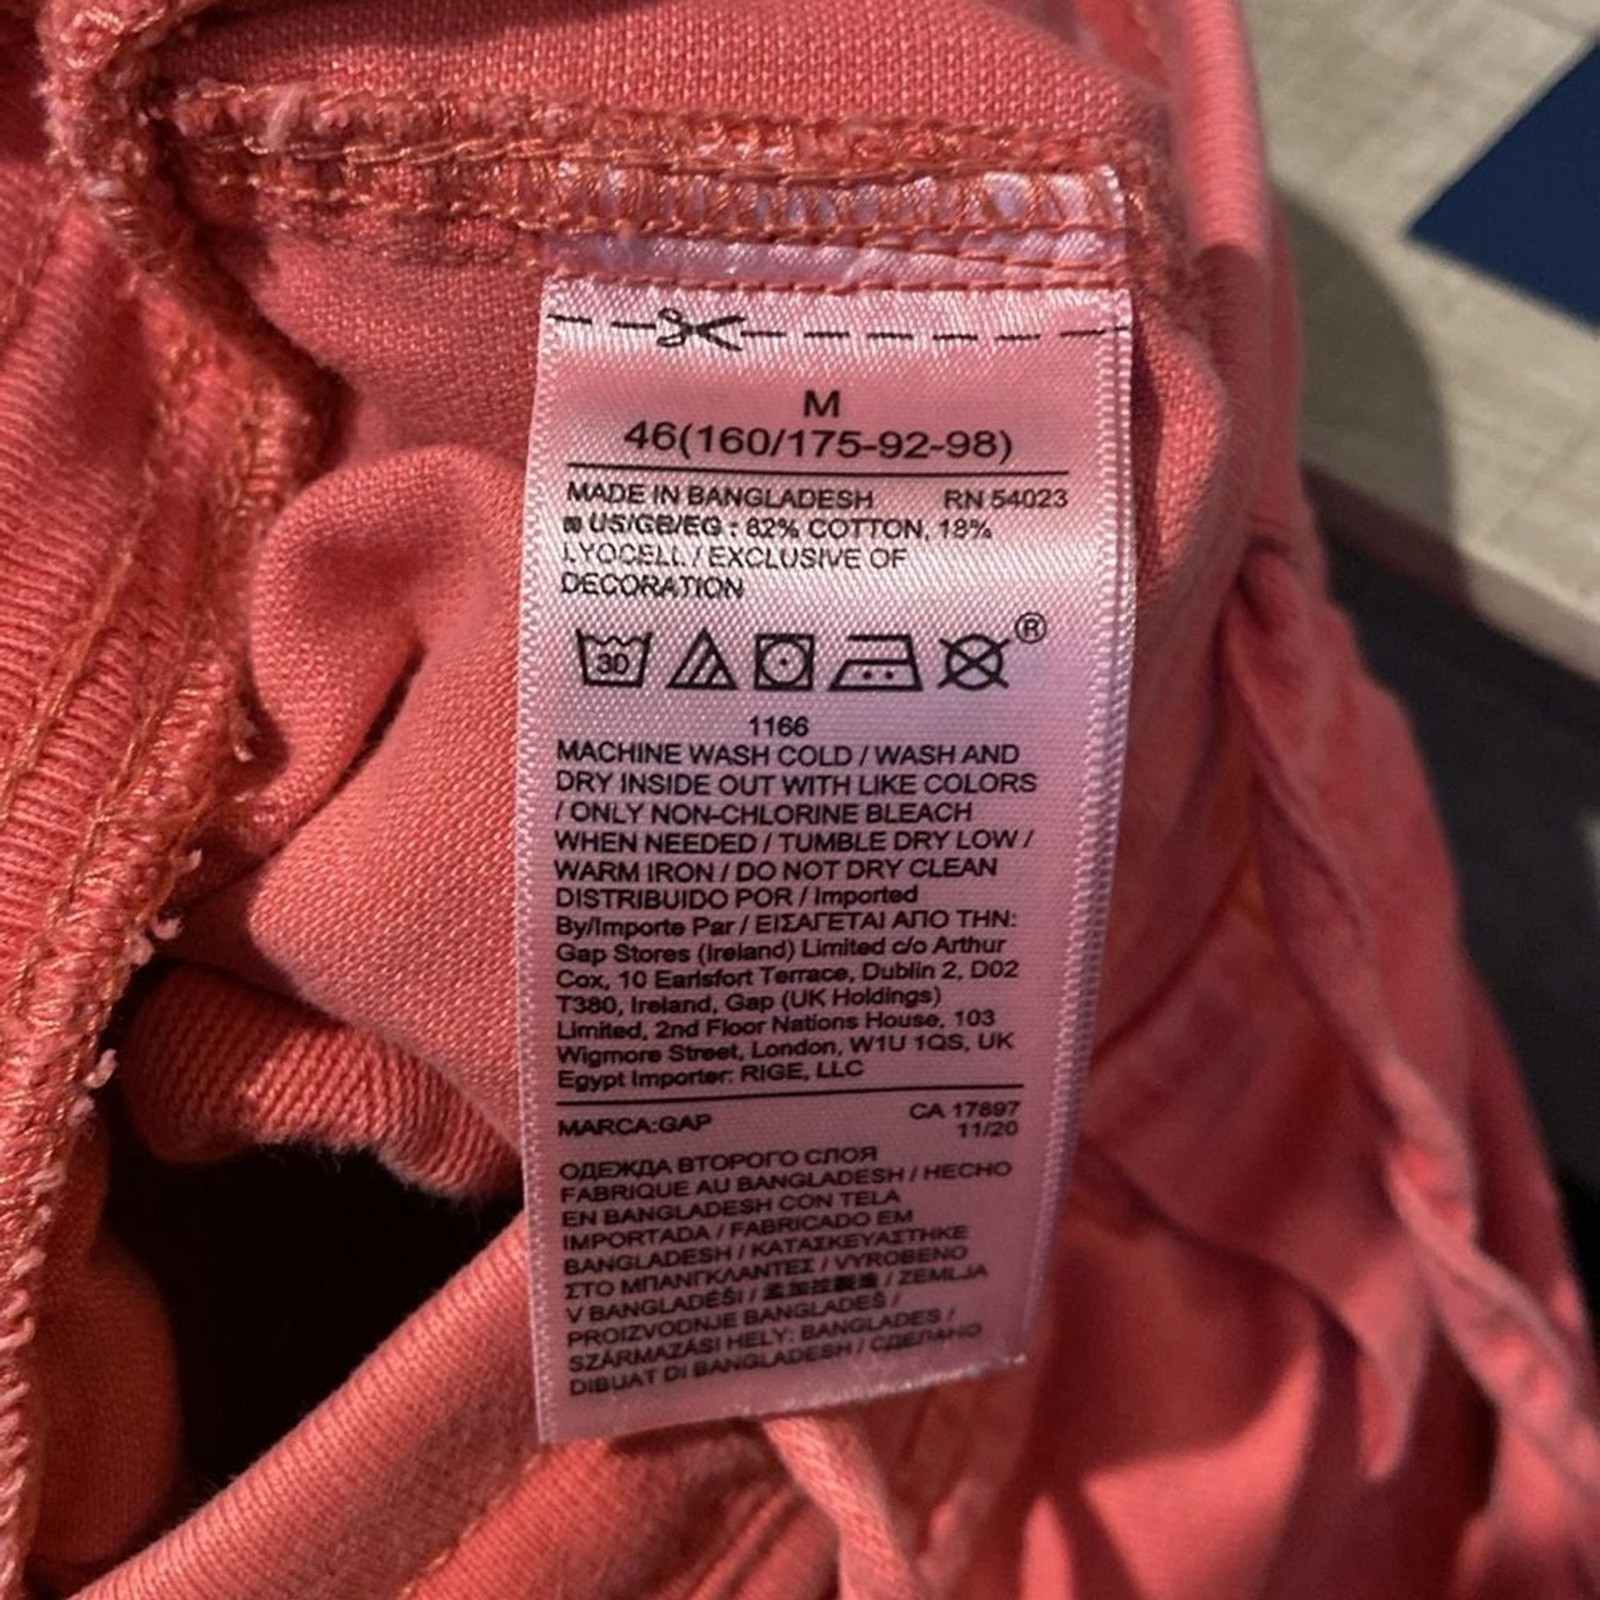 M
46(160/175-92-98)
MADE IN BANGLADESH RN 54023
US/GB/EG : 82% COTTON, 18%
LYOCELL / EXCLUSIVE OF
DECORATION
30
®
1166
MACHINE WASH COLD / WASH AND
DRY INSIDE OUT WITH LIKE COLORS
/ ONLY NON-CHLORINE BLEACH
WHEN NEEDED / TUMBLE DRY LOW /
WARM IRON / DO NOT DRY CLEAN
DISTRIBUIDO POR / Imported
By/Importe Par / ΕΙΣΑΓΕΤΑΙ ΑΠΟ ΤΗΝ:
Gap Stores (Ireland) Limited c/o Arthur
Cox, 10 Earlsfort Terrace, Dublin 2, D02
T380, Ireland, Gap (UK Holdings)
Limited, 2nd Floor Nations House, 103
Wigmore Street, London, W1U 1QS, UK
Egypt Importer: RIGE, LLC
MARCA:GAP CA 17897
11/20
ОДЕЖДА ВТОРОГО СЛОЯ
FABRIQUE AU BANGLADESH / HECHO
EN BANGLADESH CON TELA
IMPORTADA / FABRICADO EM
BANGLADESH / ΚΑΤΑΣΚΕΥΑΣΤΗΚΕ
ΣΤΟ ΜΠΑΝΓΚΛΑΝΤΕΣ / VYROBENO
V BANGLADÉŠI / / ZEMLJA
PROIZVODNJE BANGLADEŠ /
SZÁRMAZÁSI HELY: BANGLADES /
DIBUAT DI BANGLADESH / СДЕЛАНО